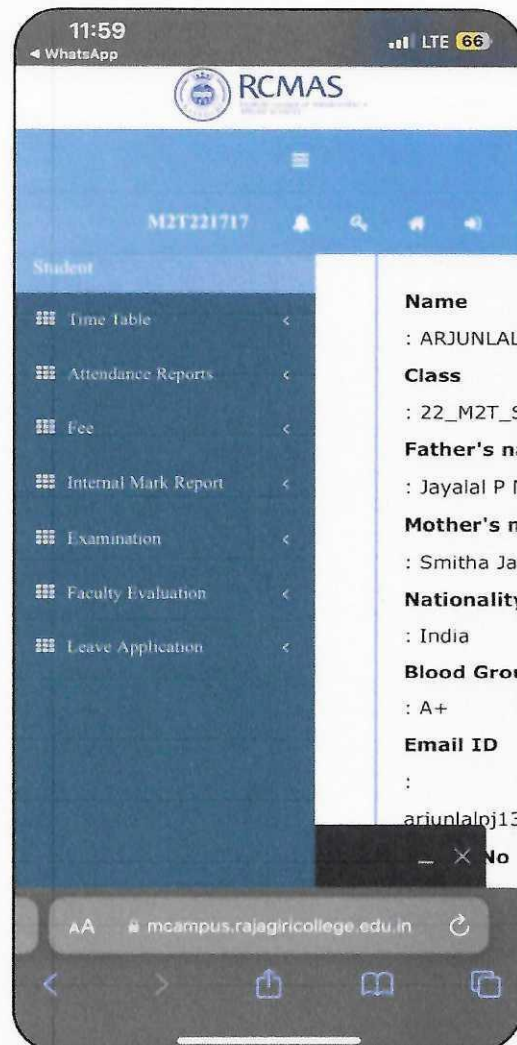 11:59
WhatsApp
LTE 66
RCMAS
M2T221717
Student
Time Table
Attendance Reports
Fee
Internal Mark Report
Examination
Faculty Evaluation
Leave Application
Name
: ARJUNLAL
Class
: 22_M2T_S
Father's na
: Jayalal P
Mother's n
: Smitha Ja
Nationality
: India
Blood Grou
: A+
Email ID
:
arjunlalpj13
No
AA mcampus.rajagiricollege.edu.in